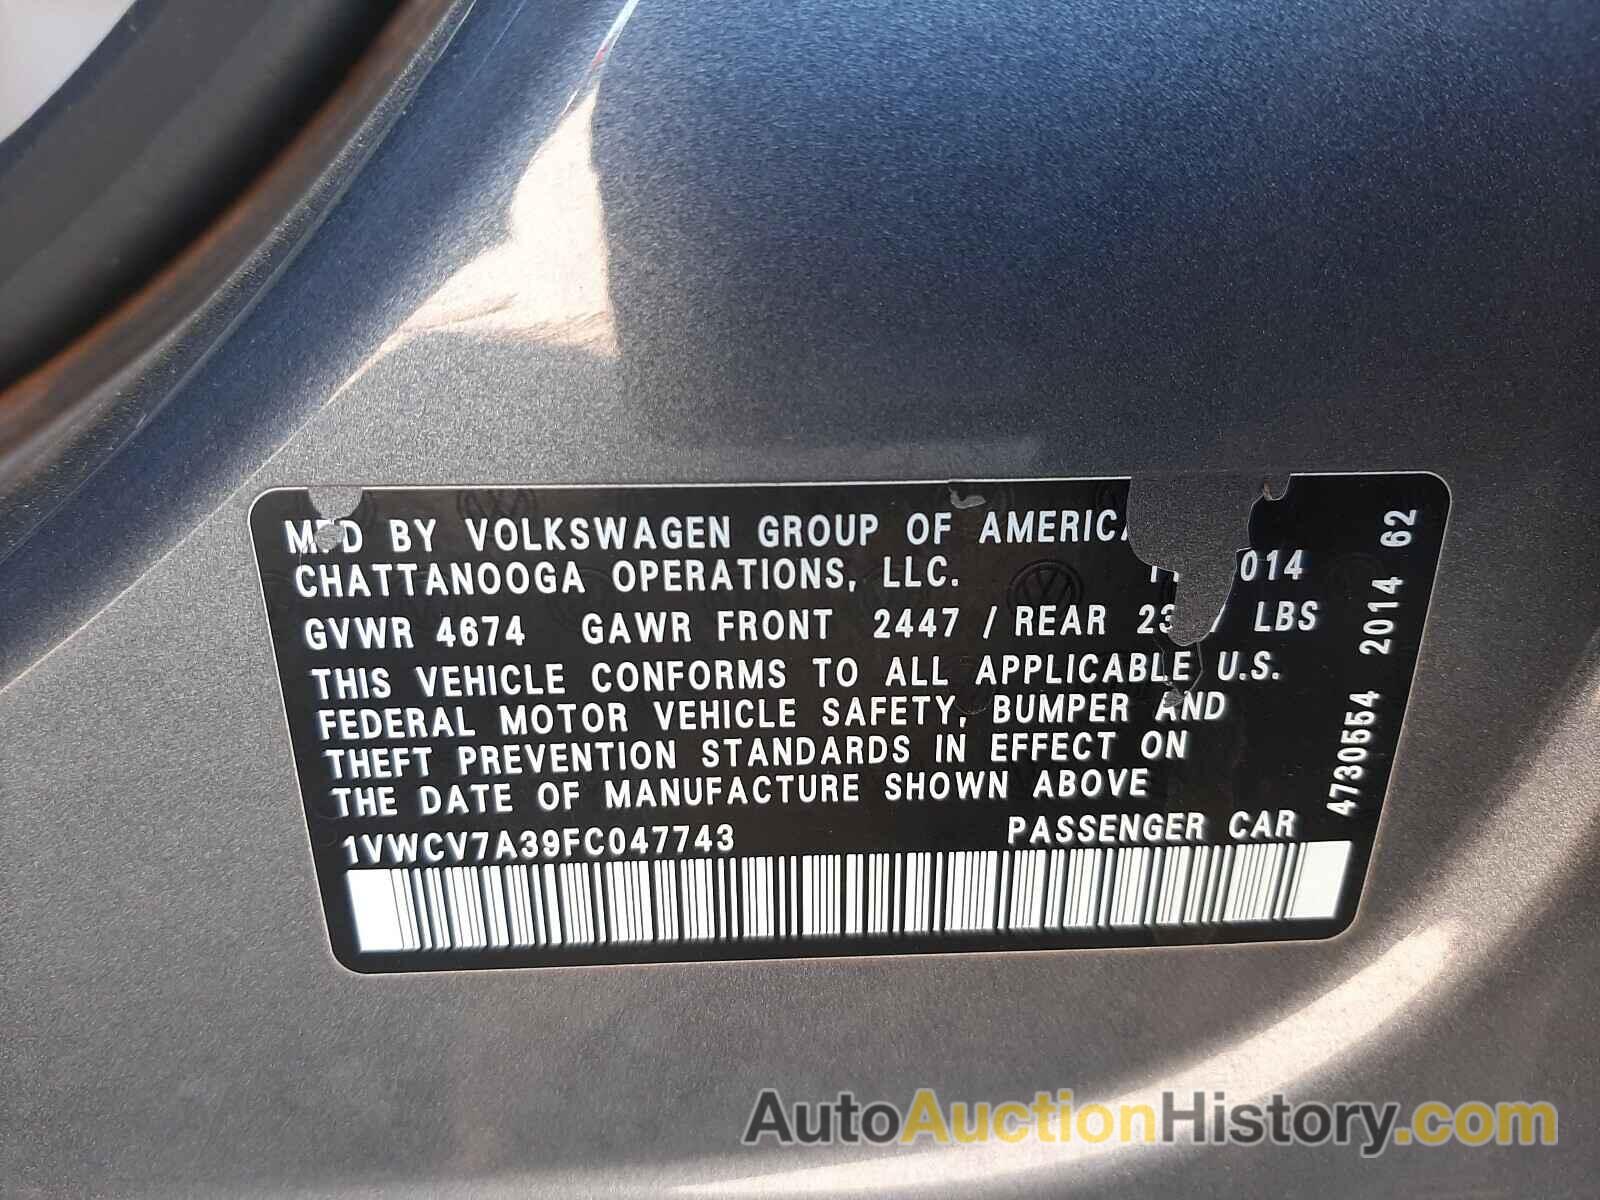 MFD BY VOLKSWAGEN GROUP OF AMERICA
CHATTANOOGA OPERATIONS, LLC.
GVWR 4674 GAWR FRONT 2447 / REAR LBS
THIS VEHICLE CONFORMS TO ALL APPLICABLE U.S.
FEDERAL MOTOR VEHICLE SAFETY, BUMPER AND
THEFT PREVENTION STANDARDS IN EFFECT ON
THE DATE OF MANUFACTURE SHOWN ABOVE
1VWCV7A39FC047743 PASSENGER CAR
4730554 2014 62
AutoAuctionHistory.com